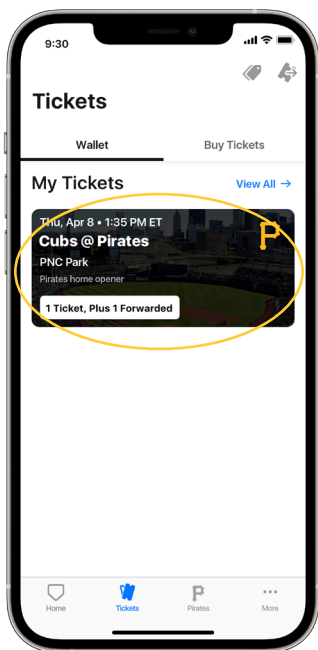 9:30
Tickets
Wallet
Buy Tickets
My Tickets
View All →
Thu, Apr 8 • 1:35 PM ET
Cubs @ Pirates
P
PNC Park
Pirates home opener
1 Ticket, Plus 1 Forwarded
P
Home
Tickets
Pirates
More